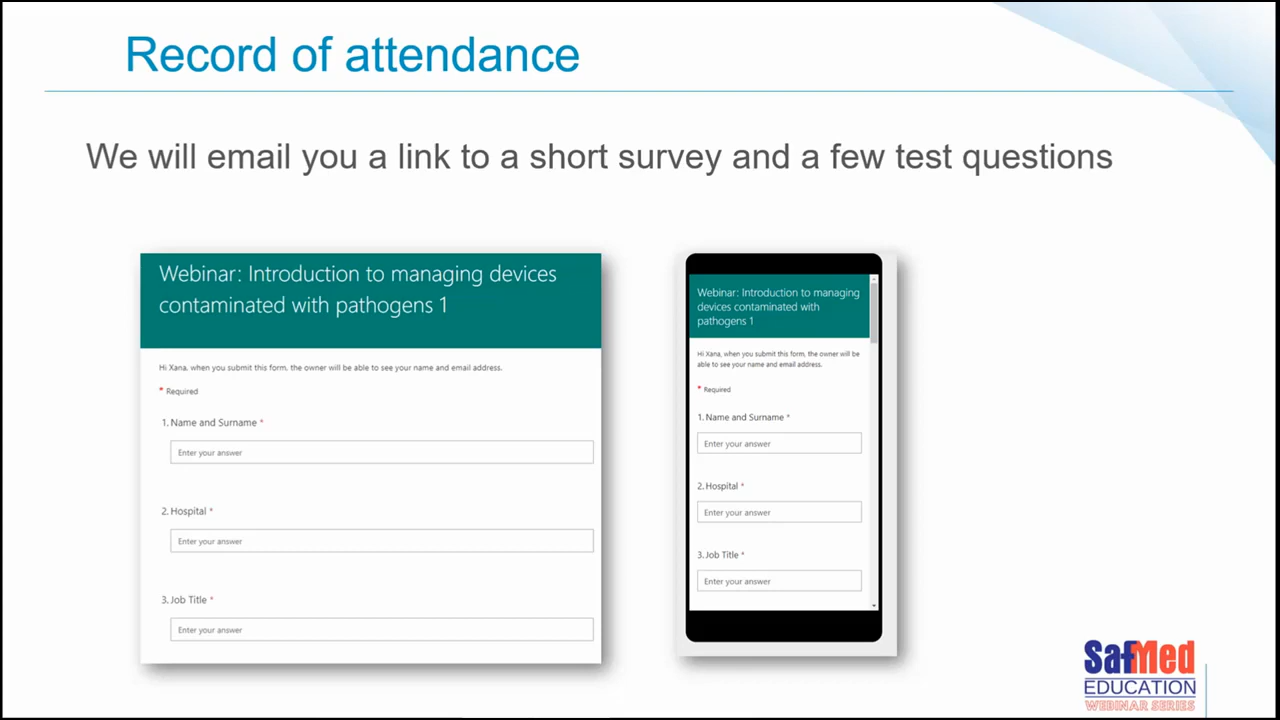 Record of attendance
We will email you a link to a short survey and a few test questions
Webinar: Introduction to managing devices
contaminated with pathogens 1
Hi Xana, when you submit this form, the owner will be able to see your name and email address.
* Required
1. Name and Surname *
Enter your answer
2. Hospital *
Enter your answer
3. Job Title *
Enter your answer
Webinar: Introduction to managing
devices contaminated with
pathogens 1
Hi Xana, when you submit this form, the owner will be
able to see your name and email address.
* Required
1. Name and Surname *
Enter your answer
2. Hospital *
Enter your answer
3. Job Title *
Enter your answer
SafMed
EDUCATION
WEBINAR SERIES